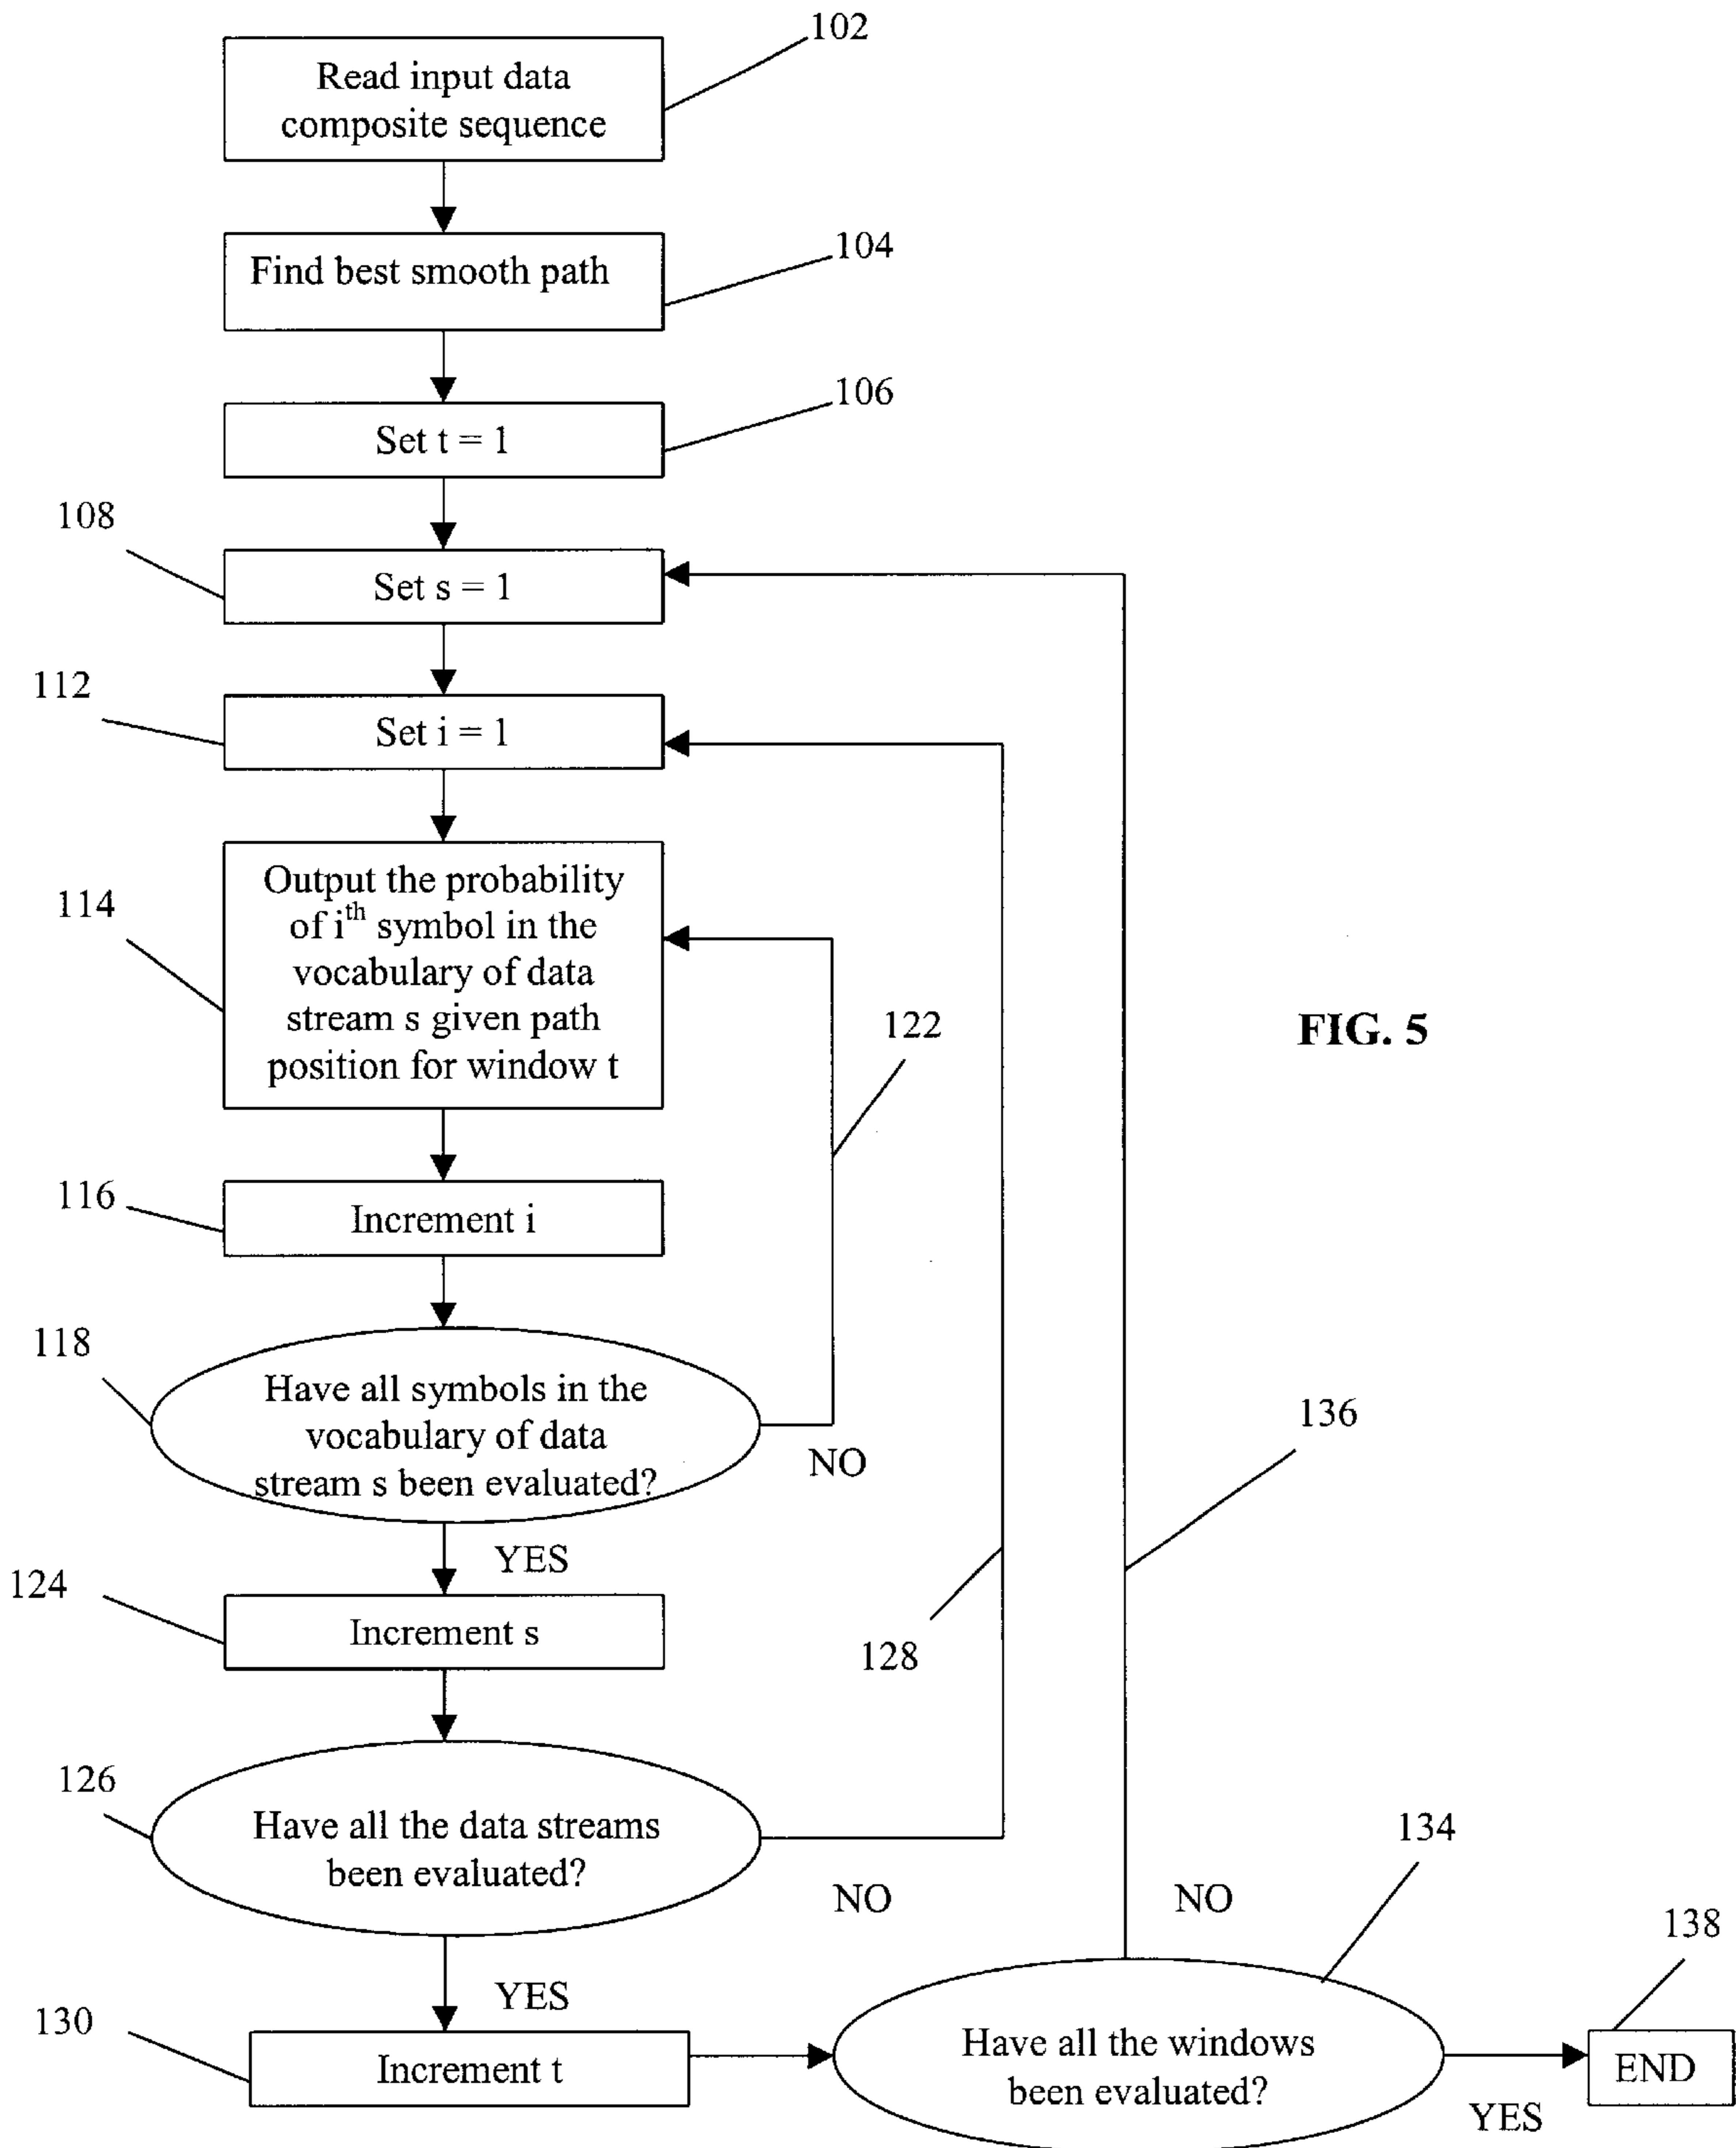 102
Read input data
composite sequence
104
Find best smooth path
106
Set t = 1
108
Set s = 1
112
Set i = 1
114
Output the probability
of ith symbol in the
vocabulary of data
stream s given path
position for window t
122
FIG. 5
116
Increment i
118
Have all symbols in the
vocabulary of data
stream s been evaluated?
NO
136
YES
124
Increment s
128
126
Have all the data streams
been evaluated?
NO
NO
134
138
YES
130
Increment t
Have all the windows
been evaluated?
END
YES